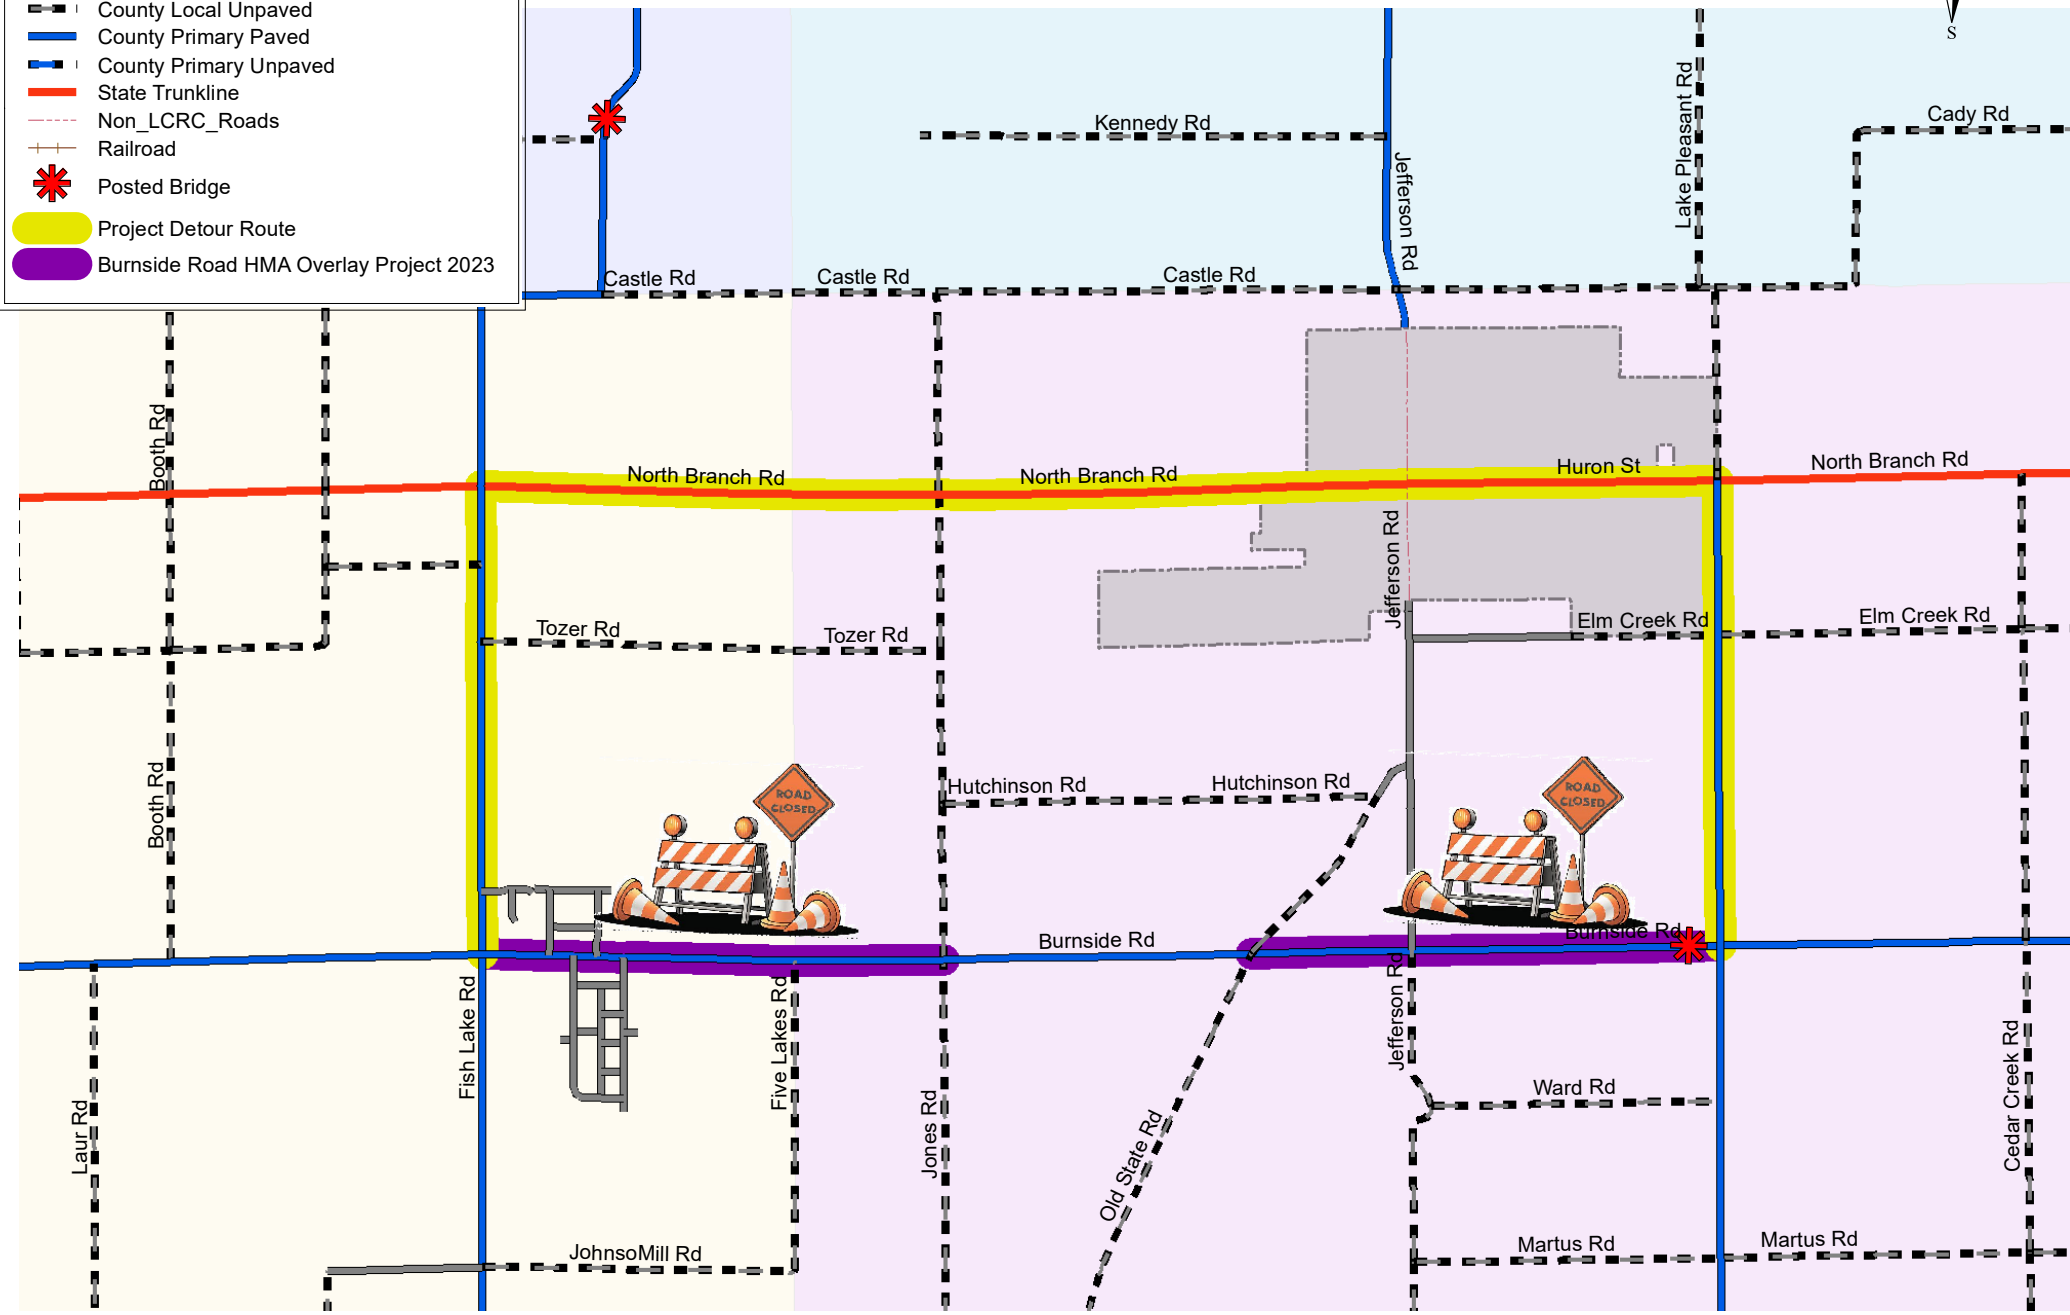 County Local Unpaved
County Primary Paved
County Primary Unpaved
State Trunkline
Non_LCRC_Roads
Railroad
Posted Bridge
Project Detour Route
Burnside Road HMA Overlay Project 2023
S
Kennedy Rd
Jefferson Rd
Lake Pleasant Rd
Cady Rd
Castle Rd
Castle Rd
Castle Rd
Booth Rd
North Branch Rd
North Branch Rd
Huron St
North Branch Rd
Jefferson Rd
Tozer Rd
Tozer Rd
Elm Creek Rd
Elm Creek Rd
Booth Rd
Hutchinson Rd
Hutchinson Rd
ROAD
CLOSED
ROAD
CLOSED
Burnside Rd
Burnside Rd
Fish Lake Rd
Five Lakes Rd
Jefferson Rd
Laur Rd
Jones Rd
Old State Rd
Ward Rd
Cedar Creek Rd
JohnsoMill Rd
Martus Rd
Martus Rd